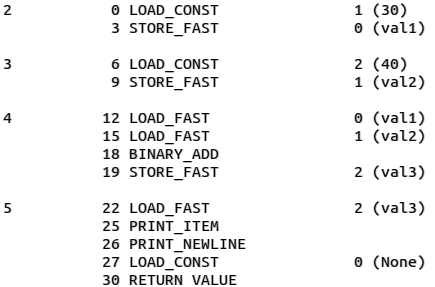 2 0 LOAD_CONST 1 (30)
3 STORE_FAST 0 (val1)
3 6 LOAD_CONST 2 (40)
9 STORE_FAST 1 (val2)
4 12 LOAD_FAST 0 (val1)
15 LOAD_FAST 1 (val2)
18 BINARY_ADD
19 STORE_FAST 2 (val3)
5 22 LOAD_FAST 2 (val3)
25 PRINT_ITEM
26 PRINT_NEWLINE
27 LOAD_CONST 0 (None)
30 RETURN_VALUE